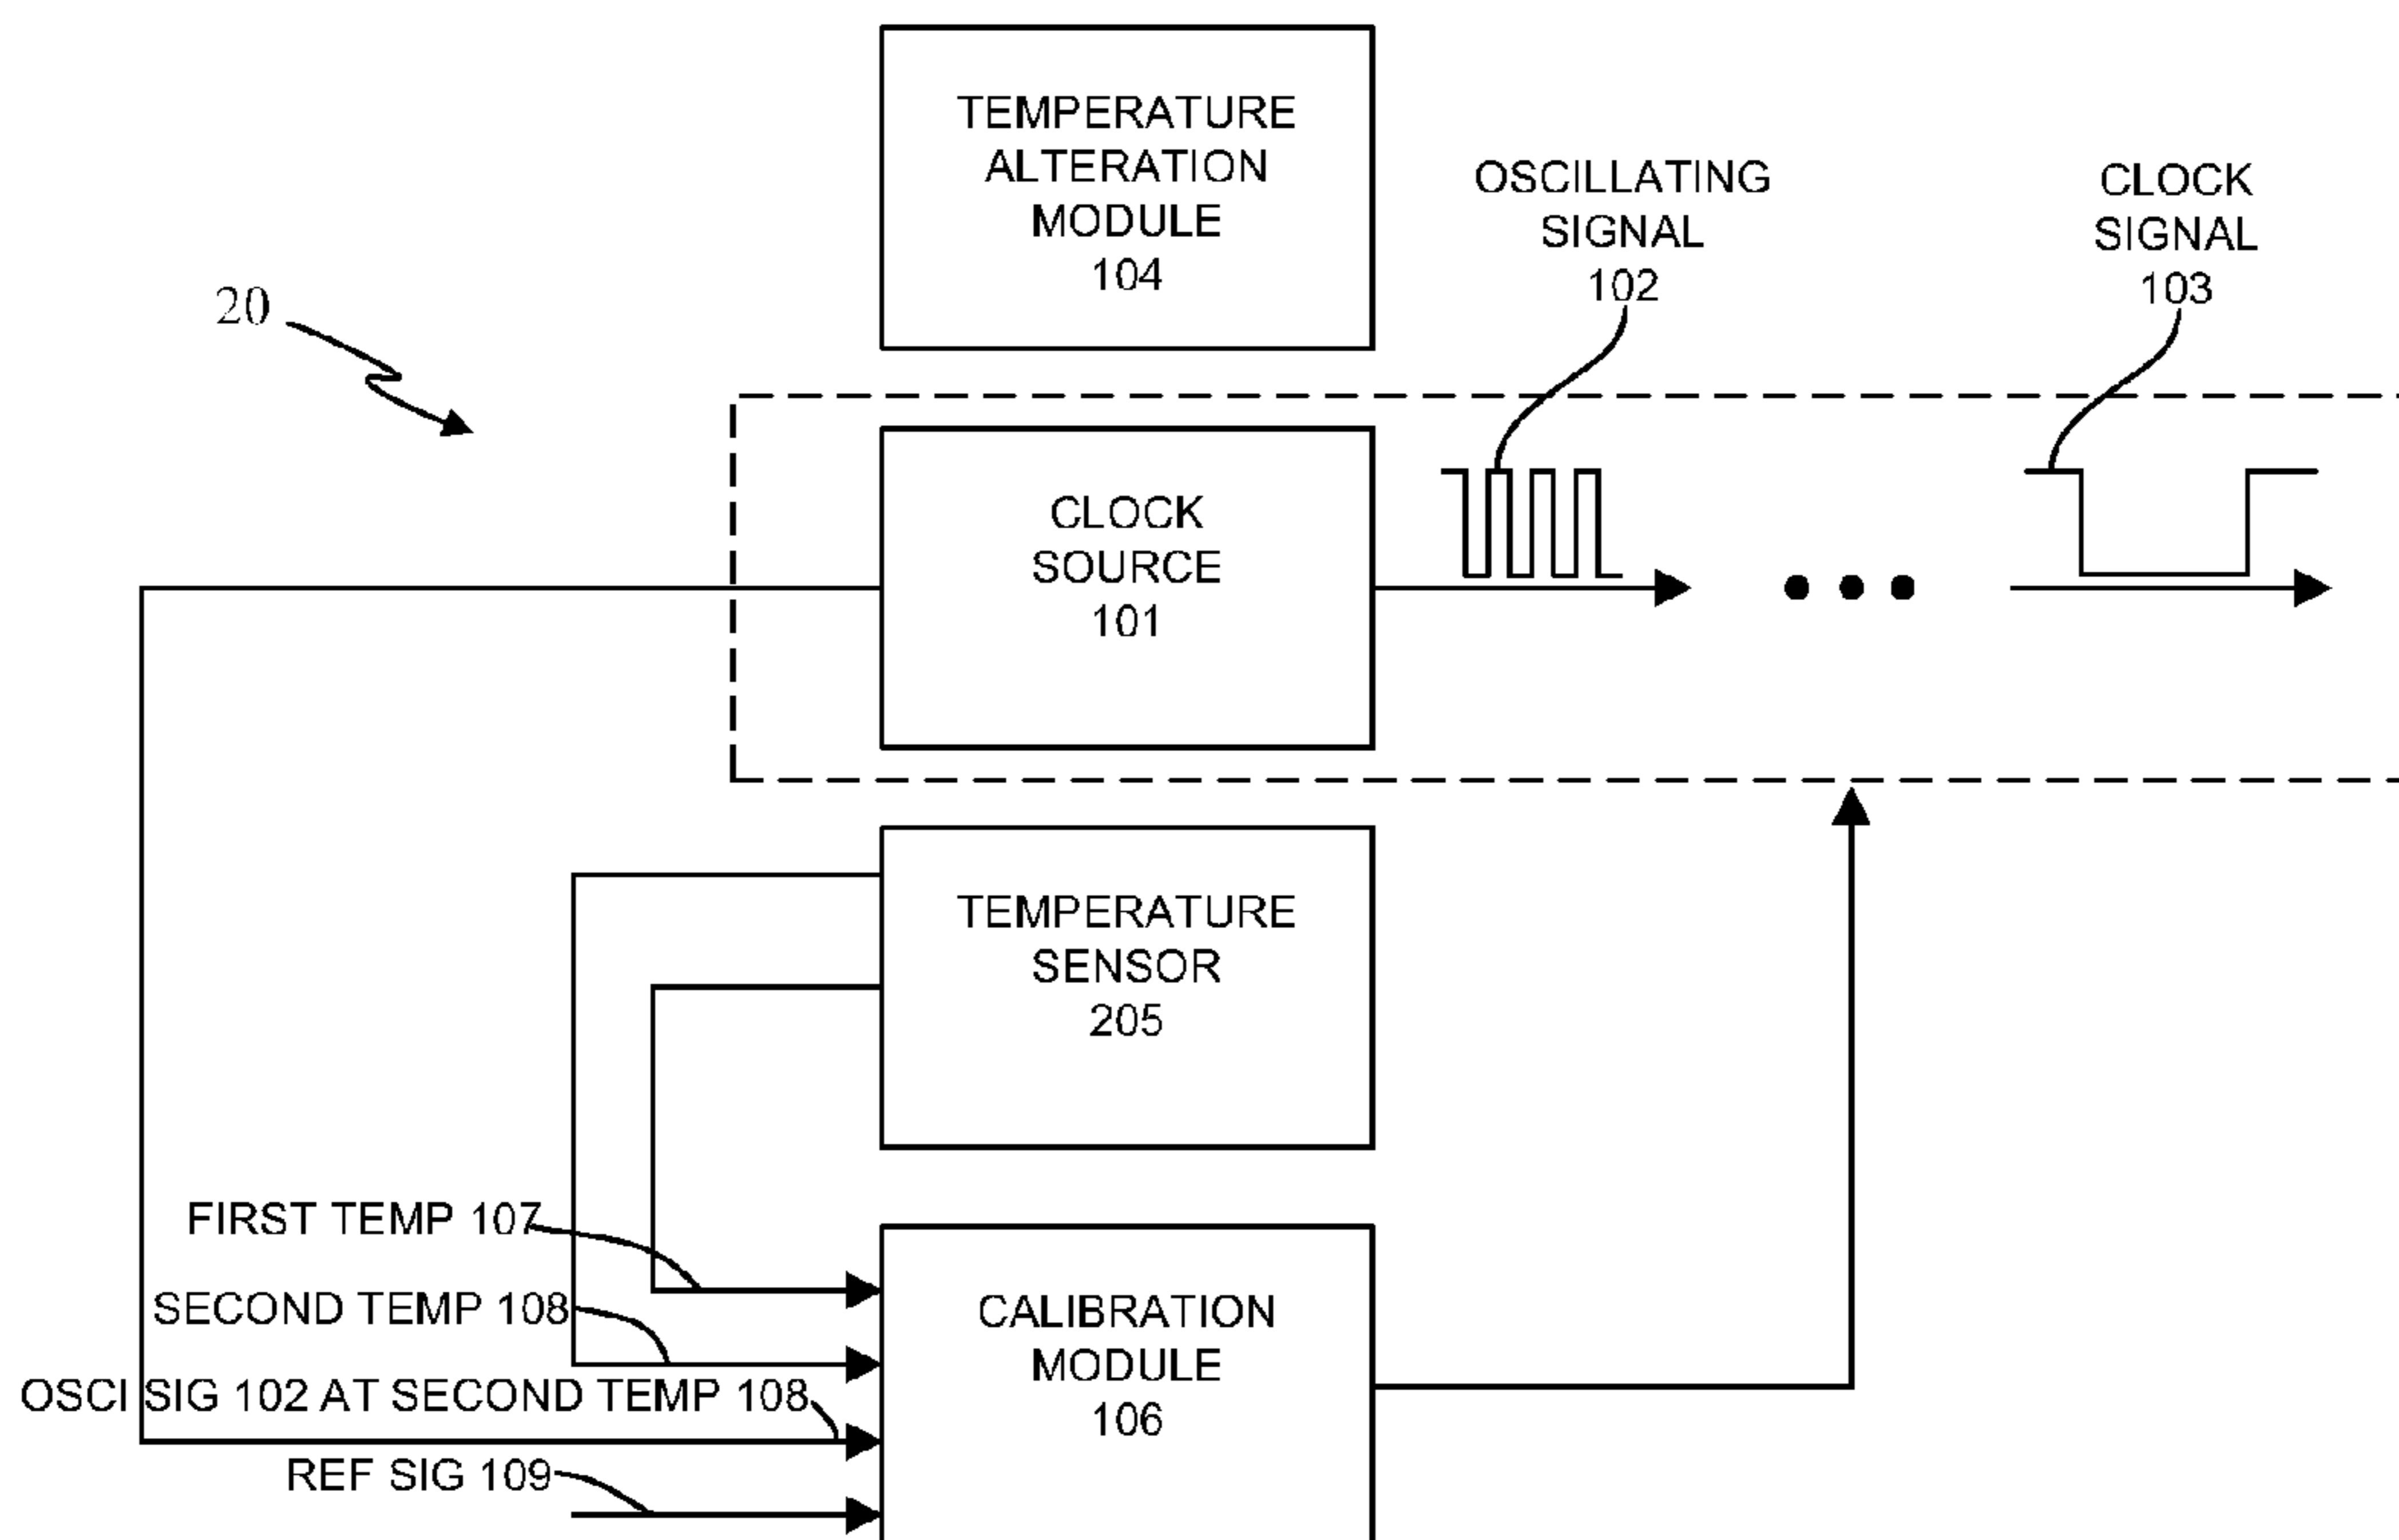 TEMPERATURE
ALTERATION
MODULE
104
OSCILLATING
SIGNAL
102
CLOCK
SIGNAL
103
20
CLOCK
SOURCE
101
TEMPERATURE
SENSOR
205
FIRST TEMP 107
SECOND TEMP 108
OSCI SIG 102 AT SECOND TEMP 108
REF SIG 109
CALIBRATION
MODULE
106